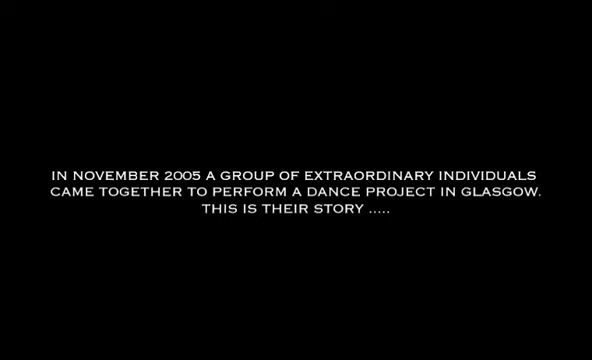 IN NOVEMBER 2005 A GROUP OF EXTRAORDINARY INDIVIDUALS
CAME TOGETHER TO PERFORM A DANCE PROJECT IN GLASGOW.
THIS IS THEIR STORY .....